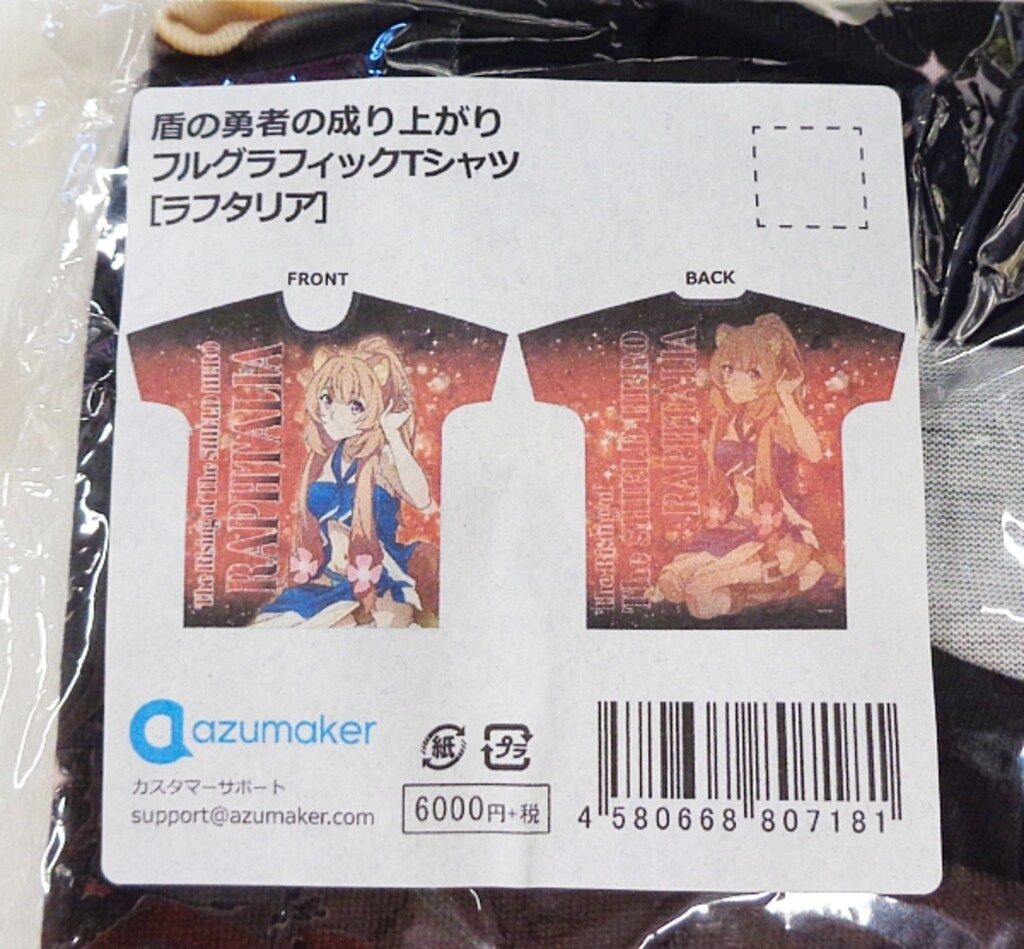 盾の勇者の成り上がり
フルグラフィックTシャツ
[ラフタリア]
FRONT
BACK
The Rising of The SHIELD HERO
RAPHTALIA
The Rising of
The SHIELD HERO
RAPHTALIA
azumaker
カスタマーサポート
support@azumaker.com
紙
プラ
6000円+税
4 580668 807181